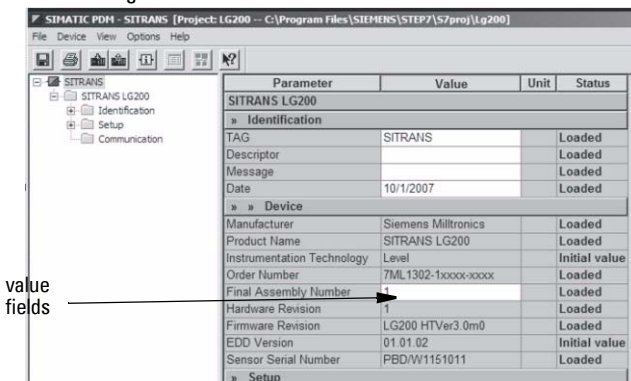 SIMATIC PDM - SITRANS [Project: LG200 -- C:\Program Files\SIEMENS\STEP7\S7proj\Lg200]
File Device View Options Help
SITRANS
SITRANS LG200
Identification
Setup
Communication
Parameter Value Unit Status
SITRANS LG200
» Identification
TAG SITRANS Loaded
Descriptor Loaded
Message Loaded
Date 10/1/2007 Loaded
» » Device
Manufacturer Siemens Milltronics Loaded
Product Name SITRANS LG200 Loaded
Instrumentation Technology Level Initial value
Order Number 7ML1302-1xxxx-xxxx Loaded
Final Assembly Number 1 Loaded
Hardware Revision 1 Loaded
Firmware Revision LG200 HTVer3.0m0 Loaded
EDD Version 01.01.02 Initial value
Sensor Serial Number PBD/W1151011 Loaded
» Setup
value
fields